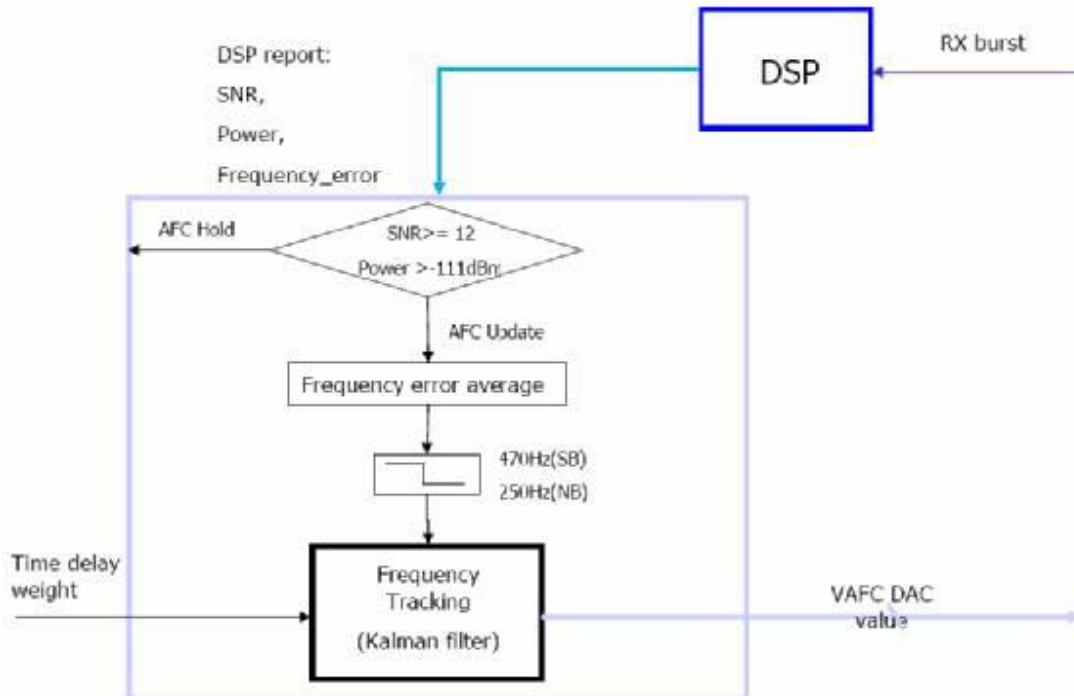 DSP report:
SNR,
Power,
Frequency_error
DSP
RX burst
AFC Hold
SNR>= 12
Power >-111dBm
AFC Update
Frequency error average
470Hz(SB)
250Hz(NB)
Time delay
weight
Frequency
Tracking
(Kalman filter)
VAFC DAC
value